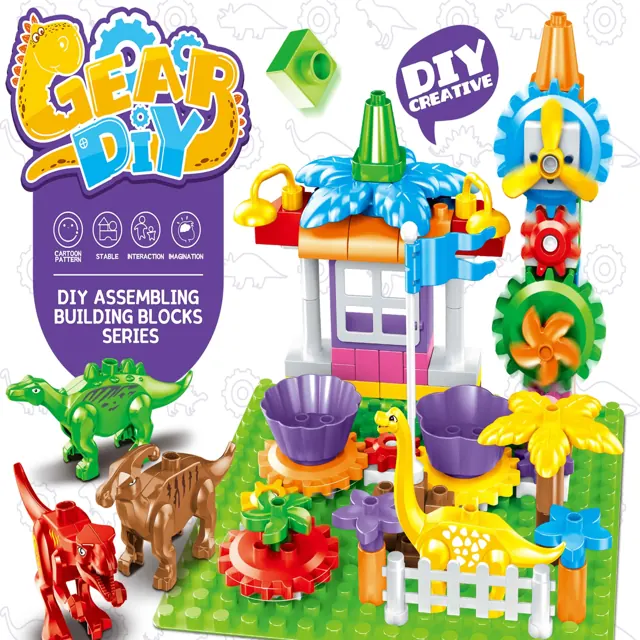 GEAR
DiY
DIY
CREATIVE
CARTOON
PATTERN
STABLE
INTERACTION
IMAGINATION
DIY ASSEMBLING
BUILDING BLOCKS
SERIES